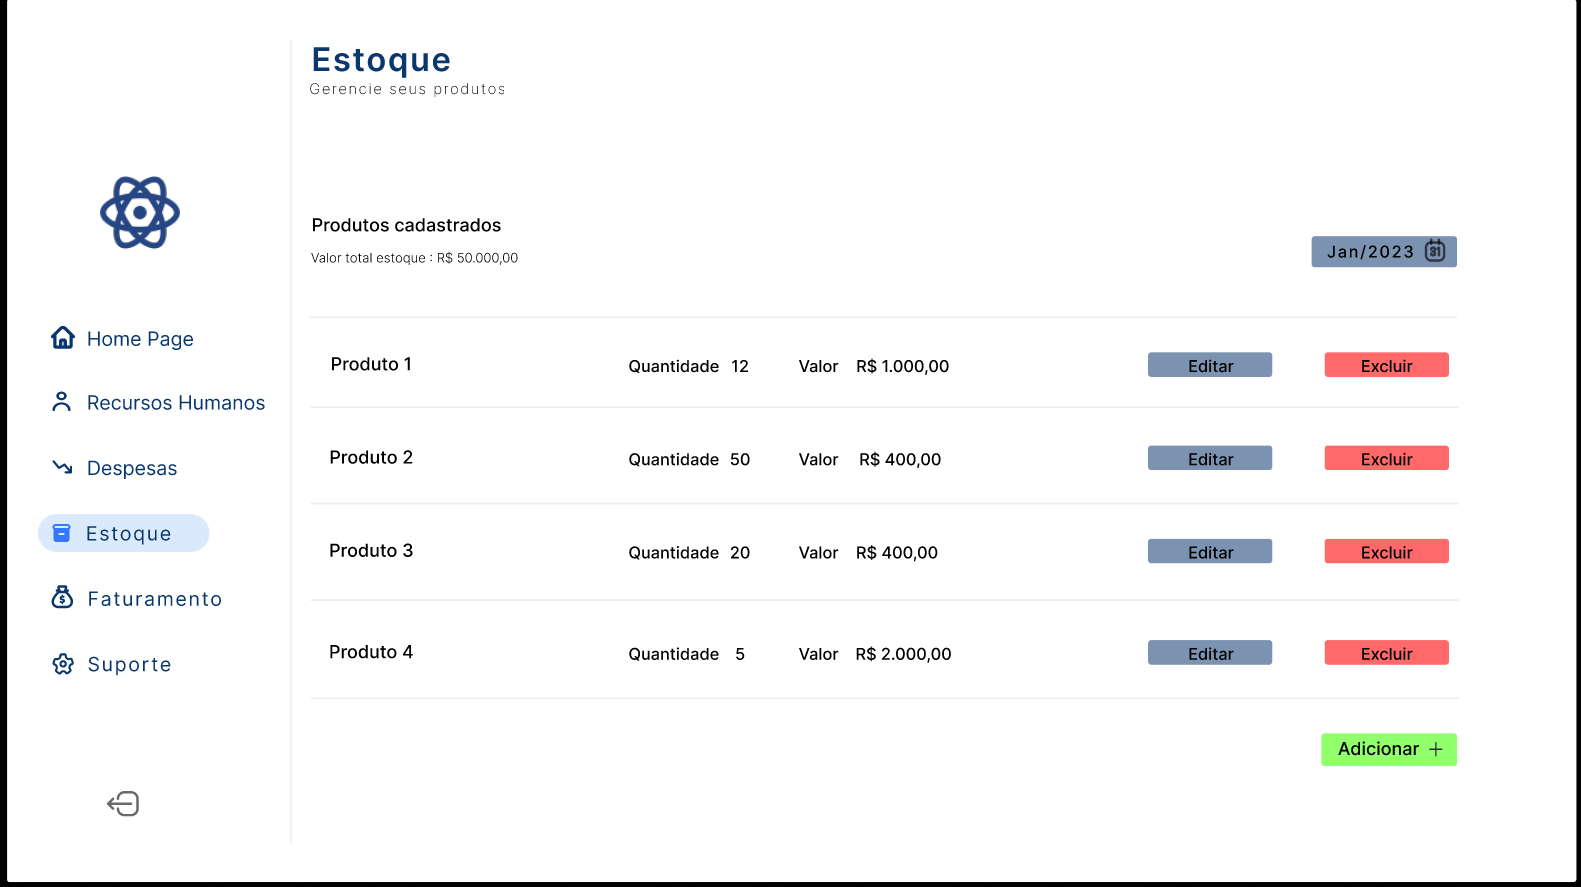 Estoque
Gerencie seus produtos
Produtos cadastrados
Valor total estoque : R$ 50.000,00
Jan/2023 31
Home Page
Recursos Humanos
Despesas
Estoque
Faturamento
Suporte
Produto 1 Quantidade 12 Valor R$ 1.000,00 Editar Excluir
Produto 2 Quantidade 50 Valor R$ 400,00 Editar Excluir
Produto 3 Quantidade 20 Valor R$ 400,00 Editar Excluir
Produto 4 Quantidade 5 Valor R$ 2.000,00 Editar Excluir
Adicionar +